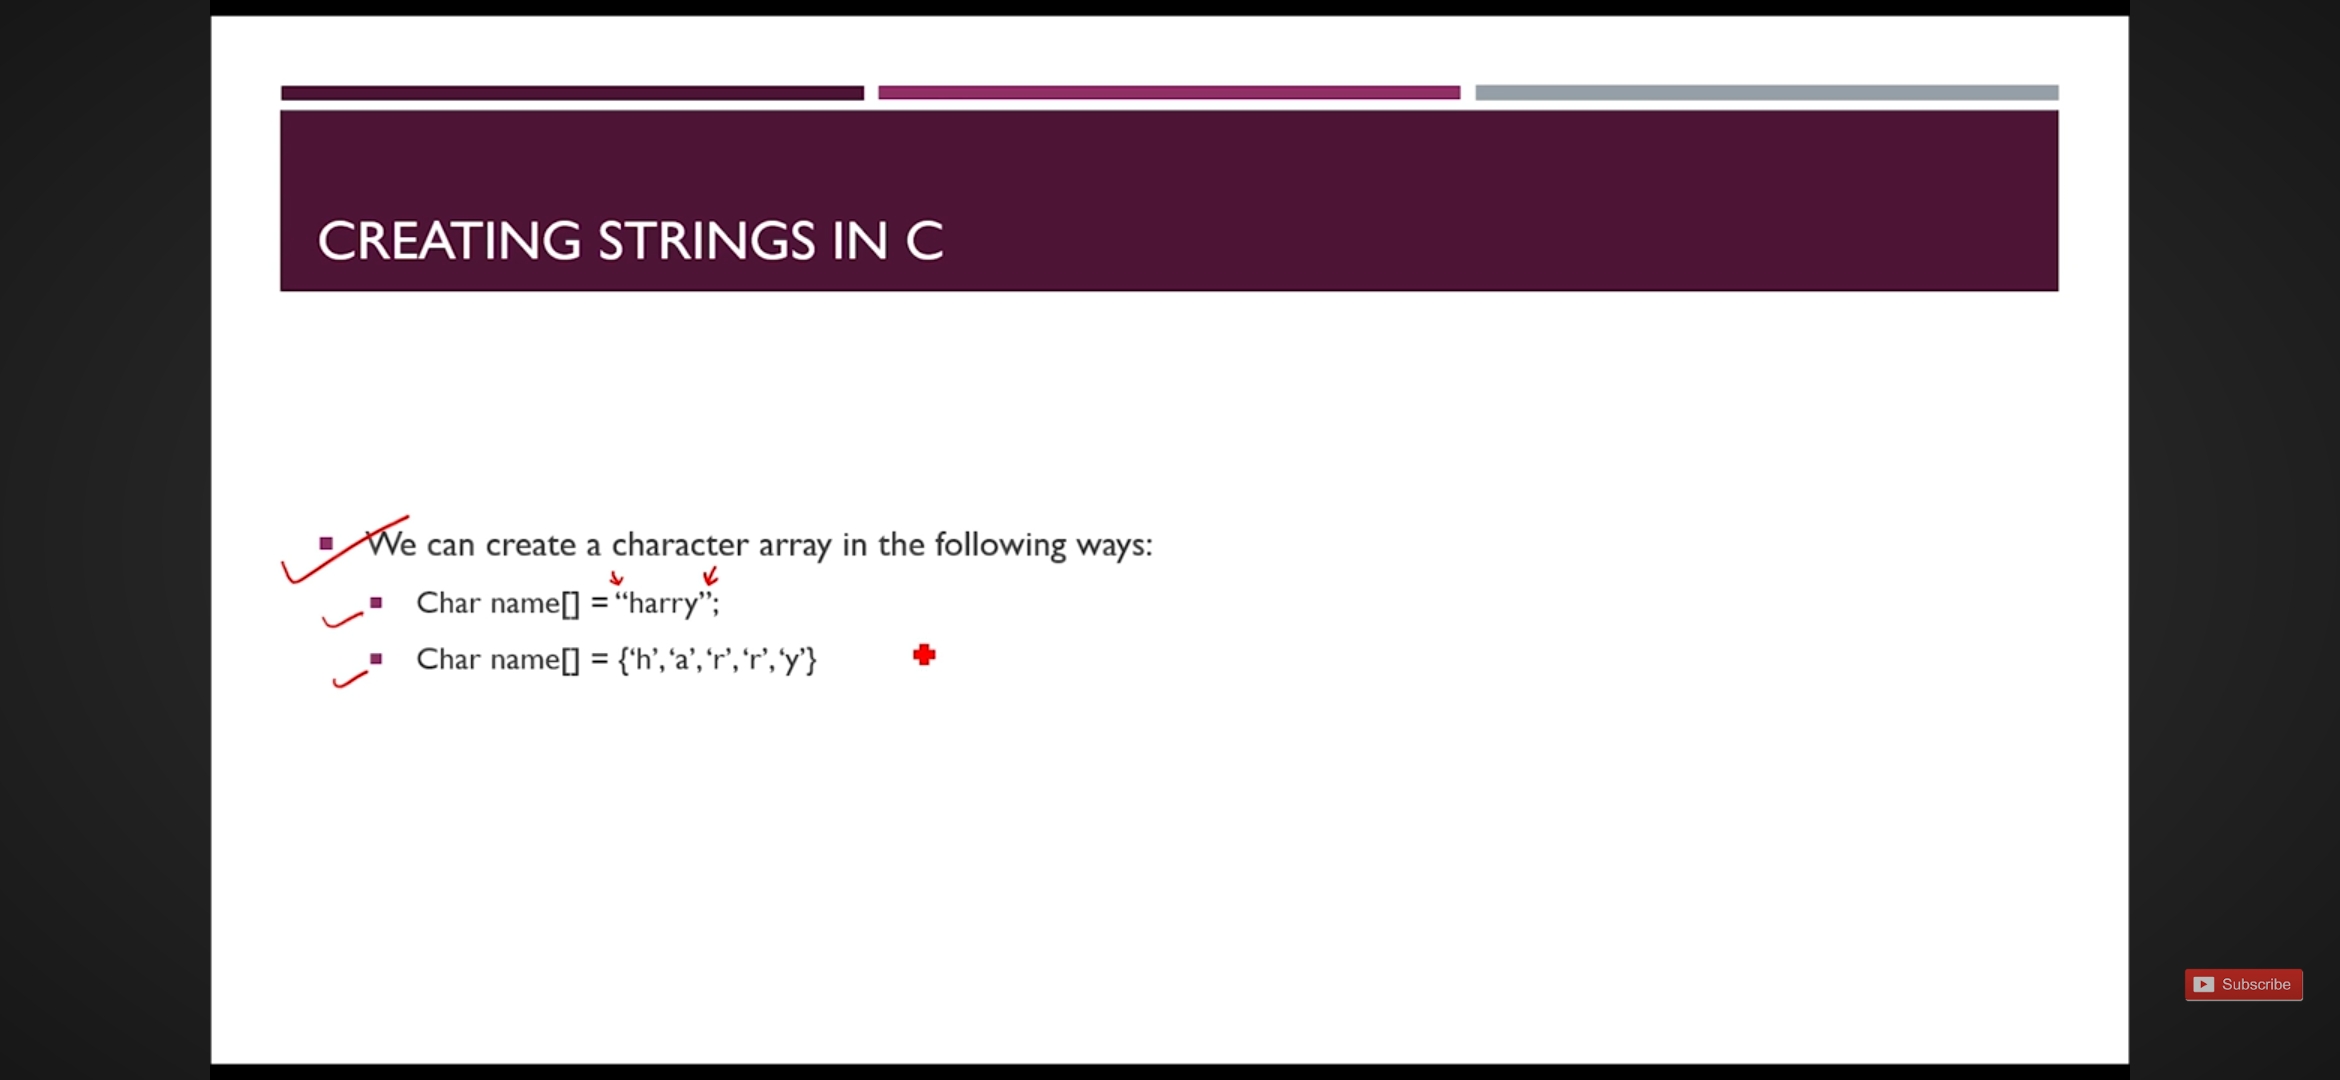 CREATING STRINGS IN C
We can create a character array in the following ways:
Char name[] = “harry”;
Char name[] = {‘h’, ‘a’, ‘r’, ‘r’, ‘y’}
Subscribe